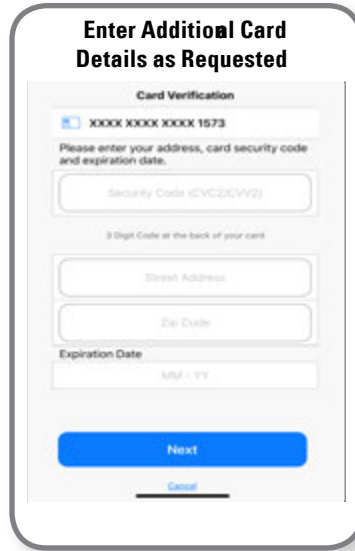 Enter Additional Card
Details as Requested
Card Verification
XXXX XXXX XXXX 1573
Please enter your address, card security code
and expiration date.
Security Code (CVC2/CVV2)
3 Digit Code at the back of your card
Street Address
Zip Code
Expiration Date
MM - YY
Next
Cancel